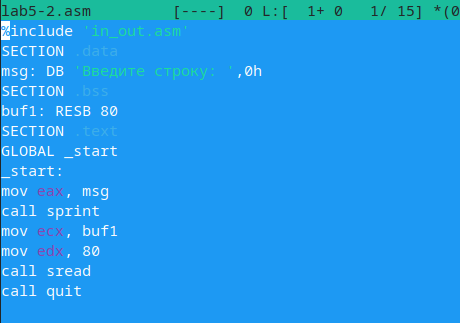 lab5-2.asm [----] 0 L:[ 1+ 0 1/ 15] *(0
%include 'in_out.asm'
SECTION .data
msg: DB 'Введите строку: ',0h
SECTION .bss
buf1: RESB 80
SECTION .text
GLOBAL _start
_start:
mov eax, msg
call sprint
mov ecx, buf1
mov edx, 80
call sread
call quit